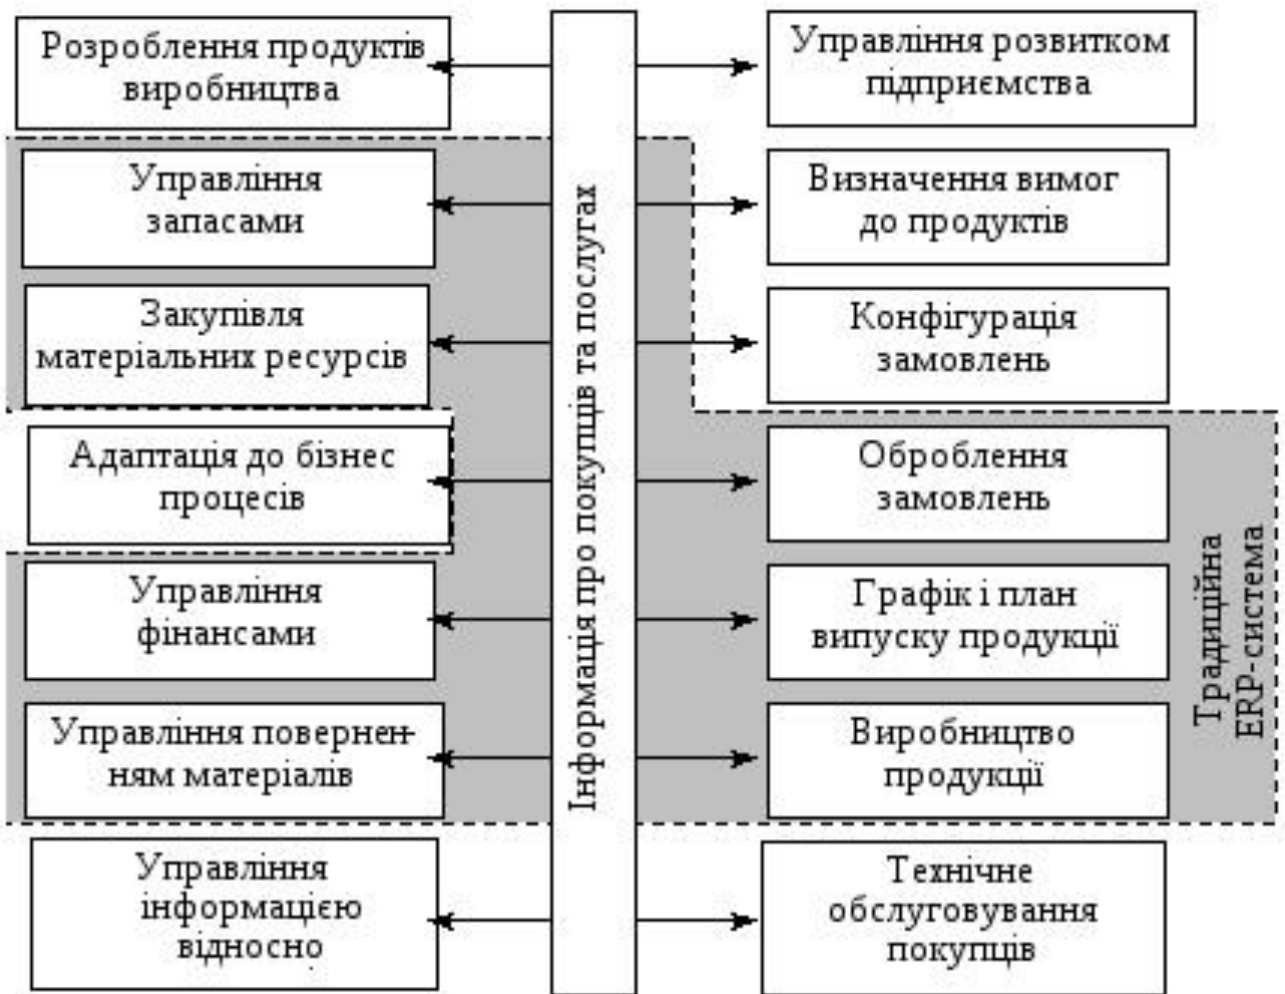 Розроблення продуктів
виробництва
Управління розвитком
підприємства
Управління
запасами
Визначення вимог
до продуктів
Закупівля
матеріальних ресурсів
Конфігурація
замовлень
Адаптація до бізнес
процесів
Оброблення
замовлень
Управління
фінансами
Графік і план
випуску продукції
Управління повернен-
ням матеріалів
Виробництво
продукції
Управління
інформацією
відносно
Технічне
обслуговування
покупців
Інформація про покупців та послугах
Традиційна
ERP-система